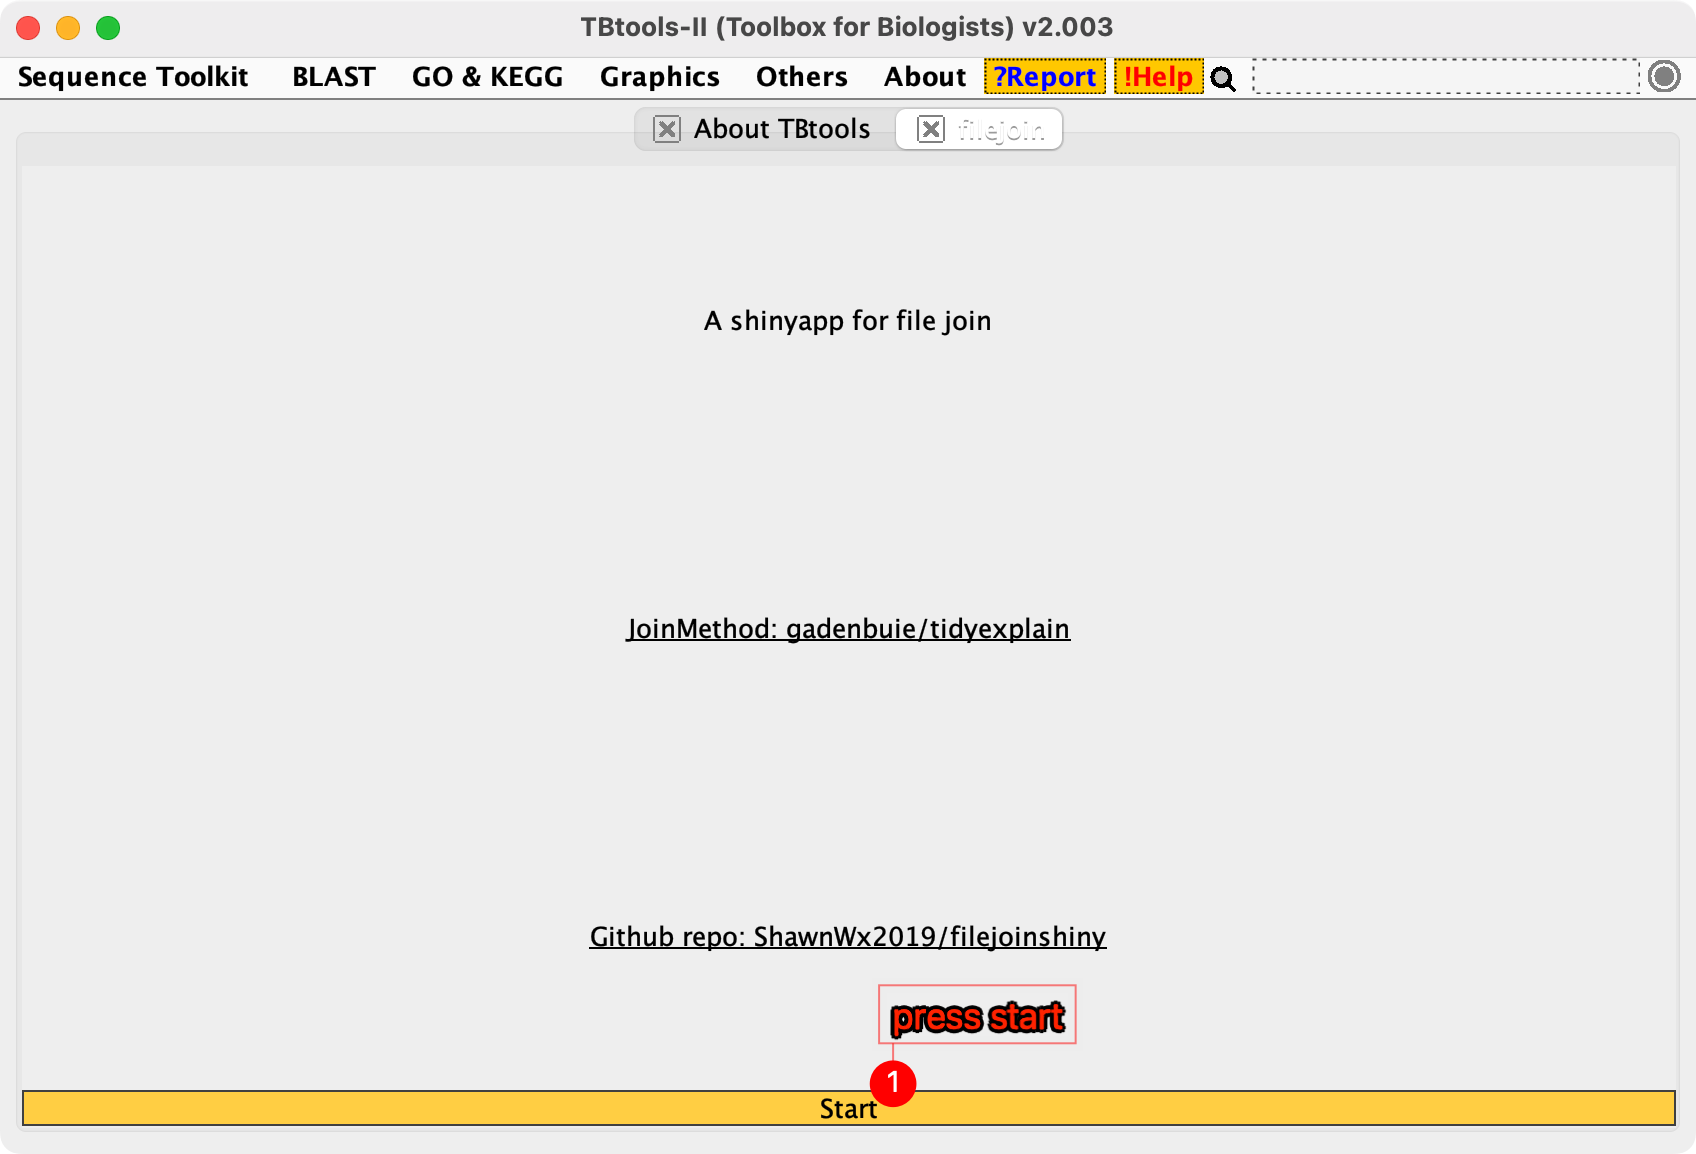 TBtools-II (Toolbox for Biologists) v2.003
Sequence Toolkit BLAST GO & KEGG Graphics Others About ?Report !Help
About TBtools filejoin
A shinyapp for file join
JoinMethod: gadenbuie/tidyexplain
Github repo: ShawnWx2019/filejoinshiny
press start
1
Start